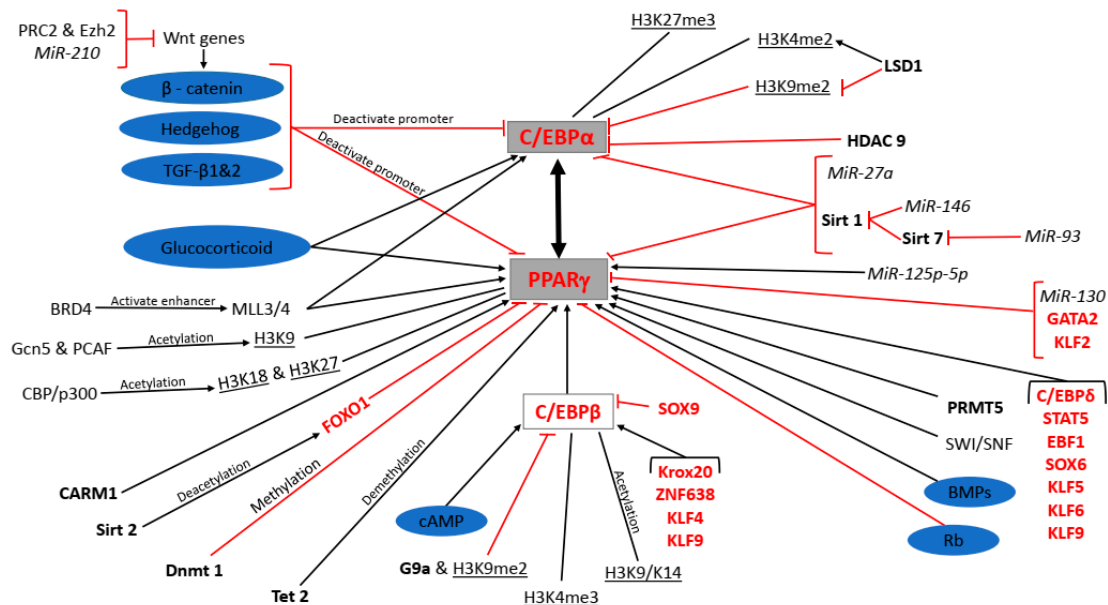 H3K27me3
PRC2 & Ezh2
MiR-210
Wnt genes
H3K4me2
LSD1
β - catenin
H3K9me2
Hedgehog
Deactivate promoter
C/EBPα
HDAC 9
TGF-β1&2
Deactivate promoter
MiR-27a
MiR-146
Sirt 1
Sirt 7
MiR-93
Glucocorticoid
PPARγ
MiR-125p-5p
BRD4
Activate enhancer
MLL3/4
MiR-130
GATA2
KLF2
Gcn5 & PCAF
Acetylation
H3K9
CBP/p300
Acetylation
H3K18 & H3K27
FOXO1
C/EBPβ
SOX9
PRMT5
C/EBPδ
STAT5
EBF1
SOX6
KLF5
KLF6
KLF9
SWI/SNF
CARM1
Deacetylation
Sirt 2
Methylation
Dnmt 1
Demethylation
Tet 2
cAMP
G9a & H3K9me2
H3K4me3
Acetylation
H3K9/K14
Krox20
ZNF638
KLF4
KLF9
BMPs
Rb